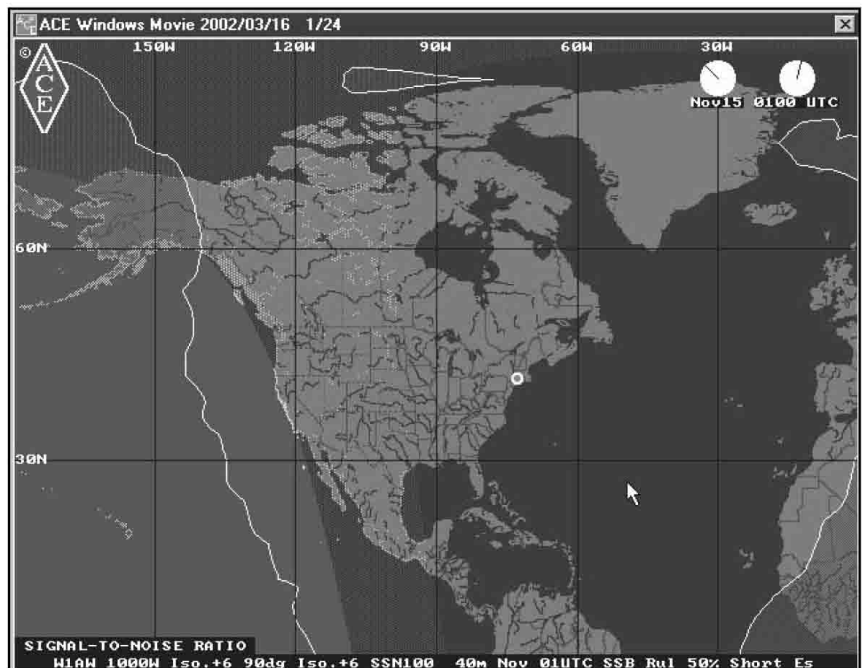 ACE ACE Windows Movie 2002/03/16 1/24
150W 120W 90W 60W 30W
© ACE
Nov15 0100 UTC
60N
30N
SIGNAL-TO-NOISE RATIO
W1AW 1000W Iso.+6 90dg Iso.+6 SSN100 40m Nov 01UTC SSB Rul 50% Short Es